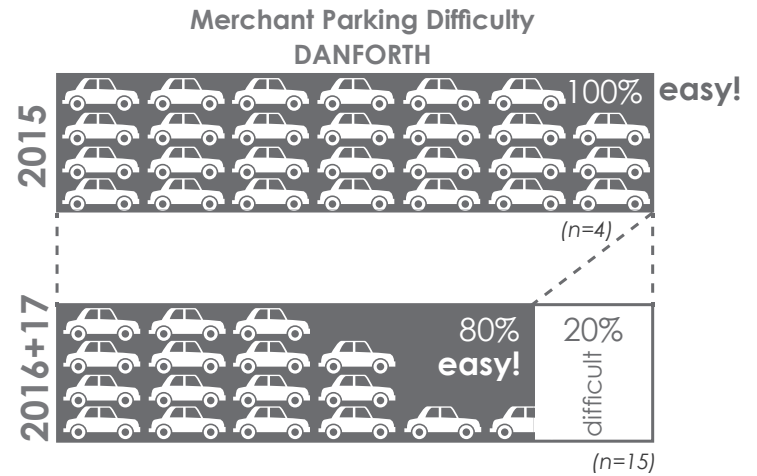 Merchant Parking Difficulty
DANFORTH
2015
100% easy!
(n=4)
2016+17
80%
easy!
20%
difficult
(n=15)